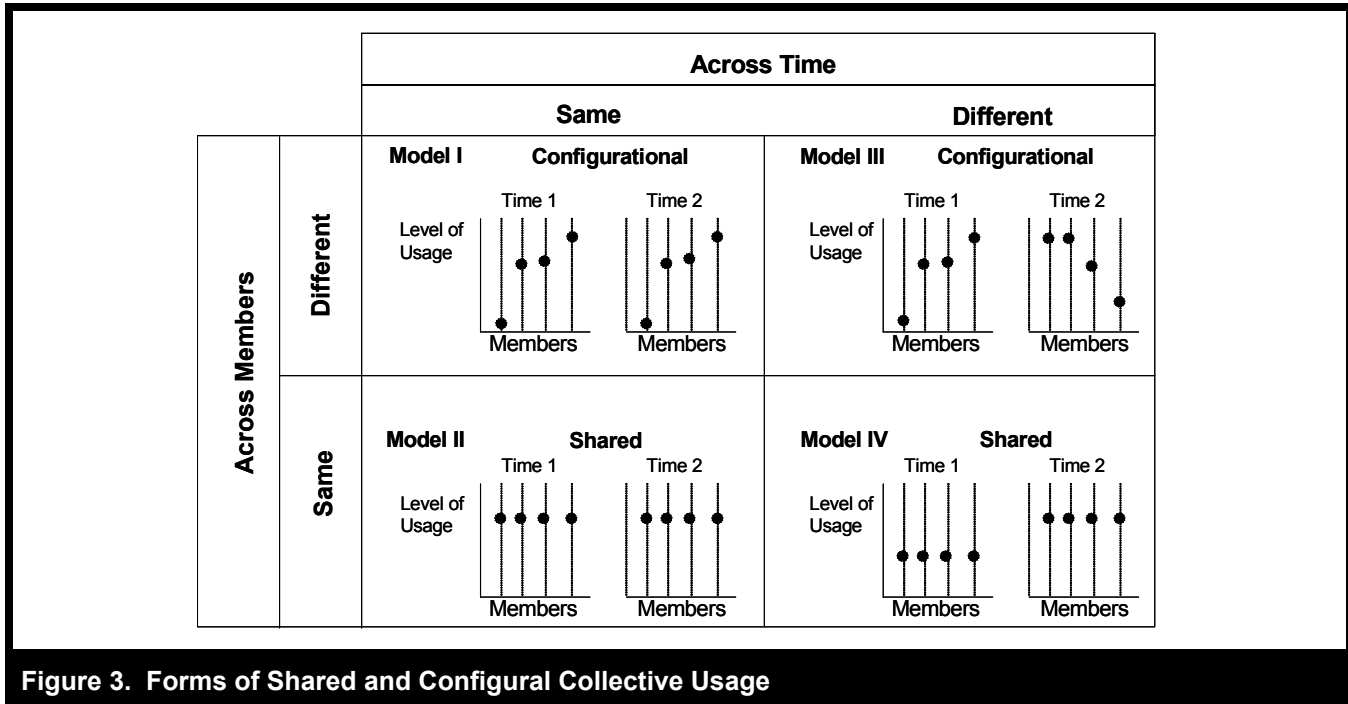 Across Time
Same Different
Across Members
Different
Model I Configurational
Time 1 Time 2
Level of
Usage
Members Members
Model III Configurational
Time 1 Time 2
Level of
Usage
Members Members
Same
Model II Shared
Time 1 Time 2
Level of
Usage
Members Members
Model IV Shared
Time 1 Time 2
Level of
Usage
Members Members
Figure 3. Forms of Shared and Configural Collective Usage